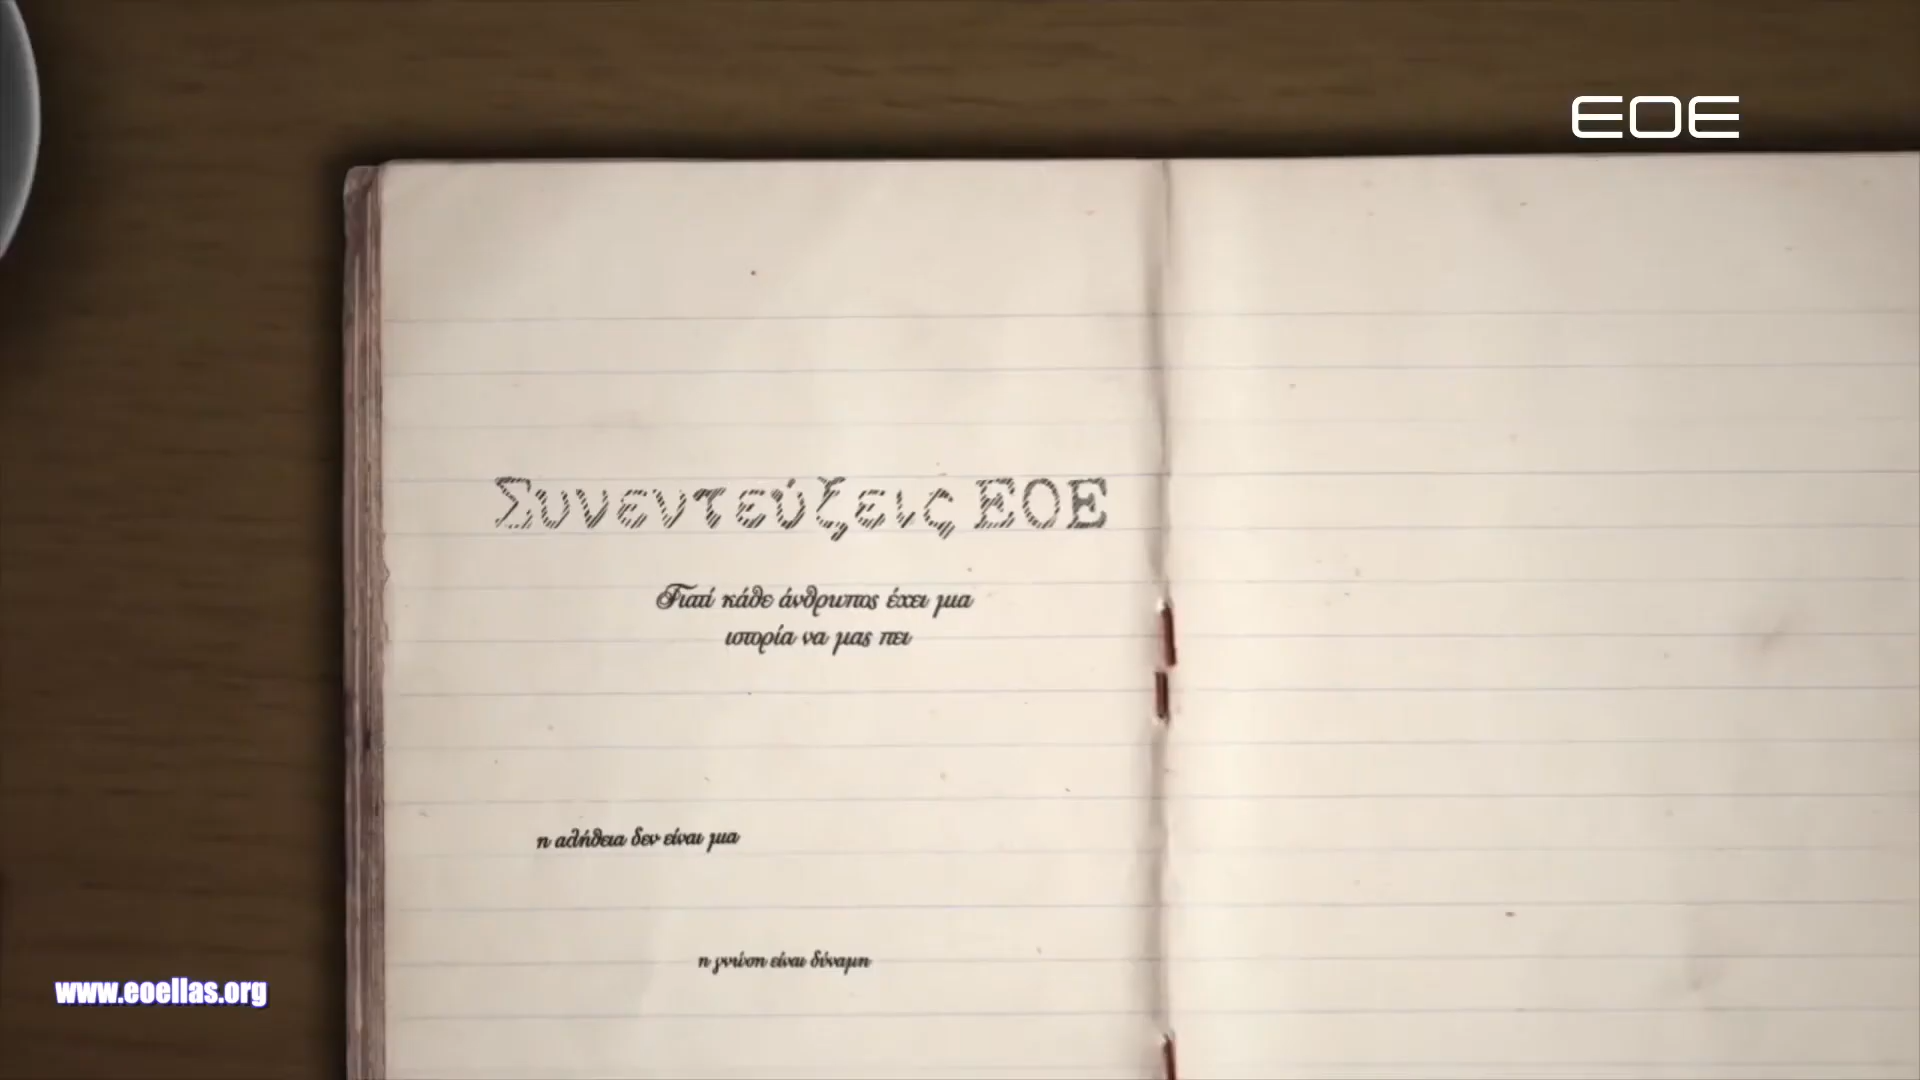 EOE
Συνεντεύξεις ΕΟΕ
Γιατί κάθε άνθρωπος έχει μια
ιστορία να μας πει
η αλήθεια δεν είναι μια
η γνώση είναι δύναμη
www.eoellas.org